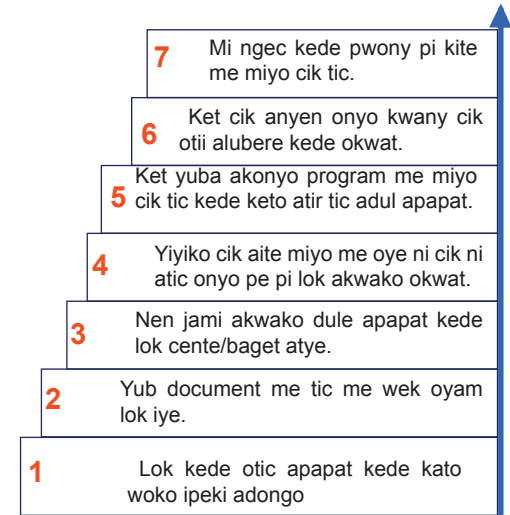 7 Mi ngec kede pwony pi kite
me miyo cik tic.
6 Ket cik anyen onyo kwany cik
otii alubere kede okwat.
Ket yuba akonyo program me miyo
5 cik tic kede keto atir tic adul apapat.
4 Yiyiko cik aite miyo me oye ni cik ni
atic onyo pe pi lok akwako okwat.
3 Nen jami akwako dule apapat kede
lok cente/baget atye.
2 Yub document me tic me wek oyam
lok iye.
1 Lok kede otic apapat kede kato
woko ipeki adongo